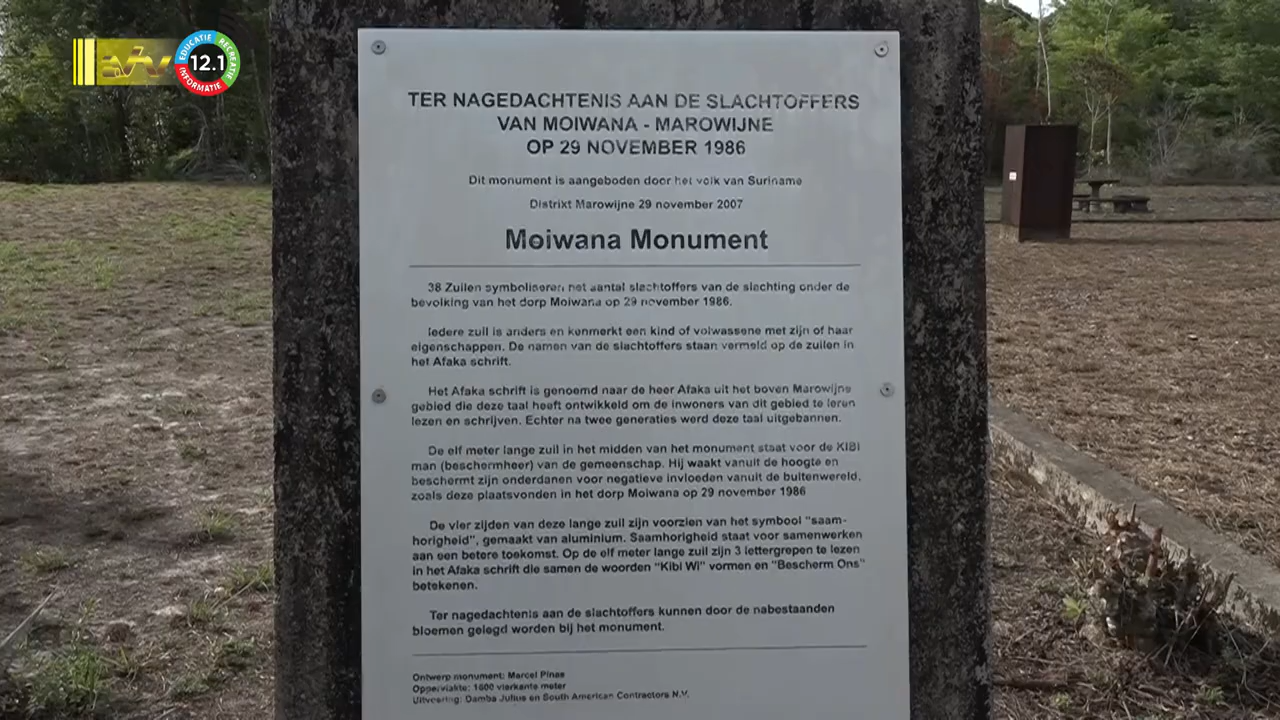 EDUCATIE RECREATIE INFORMATIE
12.1
TER NAGEDACHTENIS AAN DE SLACHTOFFERS
VAN MOIWANA - MAROWIJNE
OP 29 NOVEMBER 1986
Dit monument is aangeboden door het volk van Suriname
Distrixt Marowijne 29 november 2007
Moiwana Monument
38 Zuilen symboliseren het aantal slachtoffers van de slachting onder de
bevolking van het dorp Moiwana op 29 november 1986.
Iedere zuil is anders en kenmerkt een kind of volwassene met zijn of haar
eigenschappen. De namen van de slachtoffers staan vermeld op de zuilen in
het Afaka schrift.
Het Afaka schrift is genoemd naar de heer Afaka uit het boven Marowijne
gebied die deze taal heeft ontwikkeld om de inwoners van dit gebied te leren
lezen en schrijven. Echter na twee generaties werd deze taal uitgebannen.
De elf meter lange zuil in het midden van het monument staat voor de KIBI
man (beschermheer) van de gemeenschap. Hij waakt vanuit de hoogte en
beschermt zijn onderdanen voor negatieve invloeden vanuit de buitenwereld,
zoals deze plaatsvonden in het dorp Moiwana op 29 november 1986
De vier zijden van deze lange zuil zijn voorzien van het symbool "saam-
horigheid", gemaakt van aluminium. Saamhorigheid staat voor samenwerken
aan een betere toekomst. Op de elf meter lange zuil zijn 3 lettergrepen te lezen
in het Afaka schrift die samen de woorden "Kibi Wi" vormen en "Bescherm Ons"
betekenen.
Ter nagedachtenis aan de slachtoffers kunnen door de nabestaanden
bloemen gelegd worden bij het monument.
Ontwerp monument: Marcel Pinas
Oppervlakte: 1600 vierkante meter
Uitvoering: Damba Julius en South American Contractors N.V.